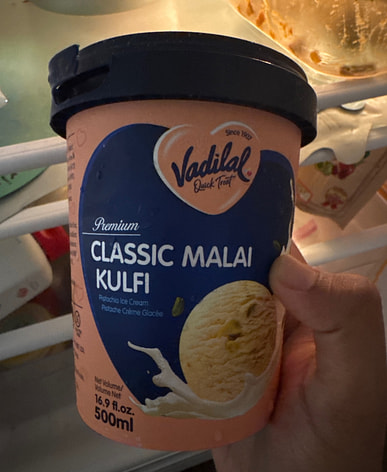 Since 1907
Vadilal
Quick Treat
Premium
CLASSIC MALAI
KULFI
Pistachio Ice Cream
Pistache Crème Glacée
Net Volume/
Volume Net
16.9 fl.oz.
500ml